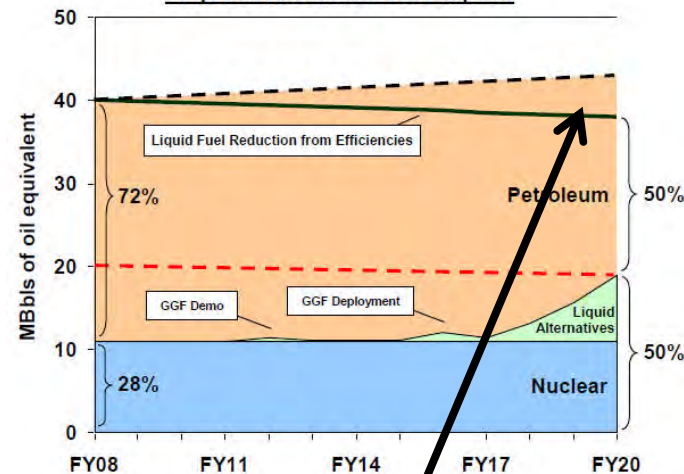 50
40
30
20
10
0
MBbls of oil equivalent
Liquid Fuel Reduction from Efficiencies
72%
Petroleum
50%
GGF Demo
GGF Deployment
Liquid
Alternatives
50%
28%
Nuclear
FY08 FY11 FY14 FY17 FY20